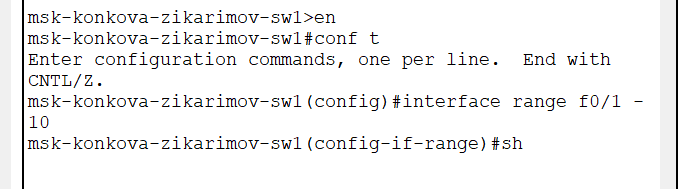 msk-konkova-zikarimov-sw1>en
msk-konkova-zikarimov-sw1#conf t
Enter configuration commands, one per line.  End with
CNTL/Z.
msk-konkova-zikarimov-sw1(config)#interface range f0/1 -
10
msk-konkova-zikarimov-sw1(config-if-range)#sh